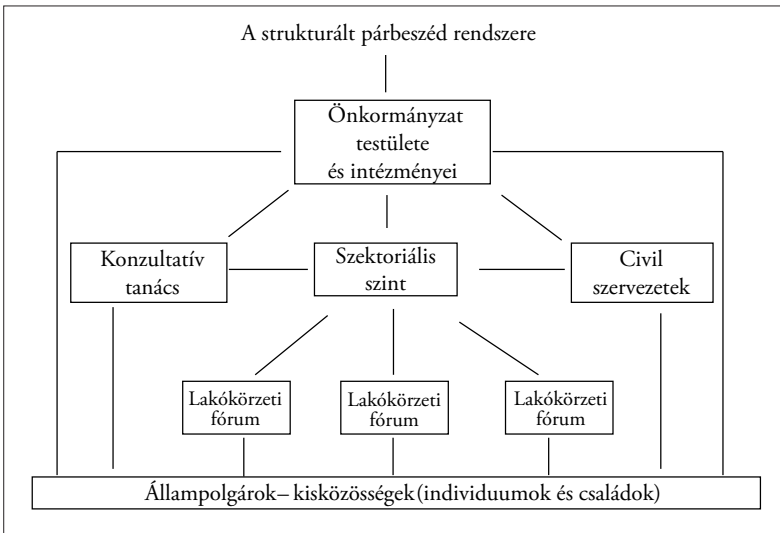 A strukturált párbeszéd rendszere
Önkormányzat
testülete
és intézményei
Konzultatív
tanács
Szektoriális
szint
Civil
szervezetek
Lakókörzeti
fórum
Lakókörzeti
fórum
Lakókörzeti
fórum
Állampolgárok– kisközösségek(individuumok és családok)